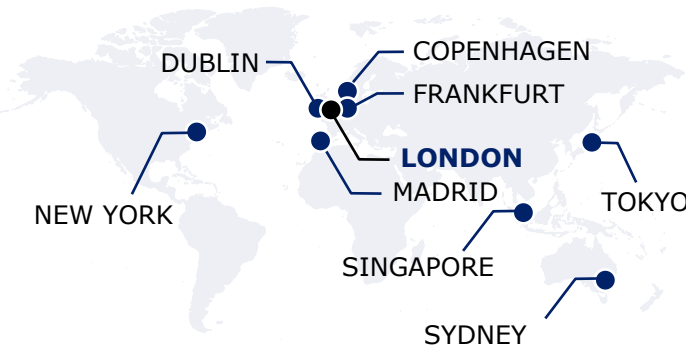 COPENHAGEN
DUBLIN
FRANKFURT
LONDON
MADRID
TOKYO
NEW YORK
SINGAPORE
SYDNEY